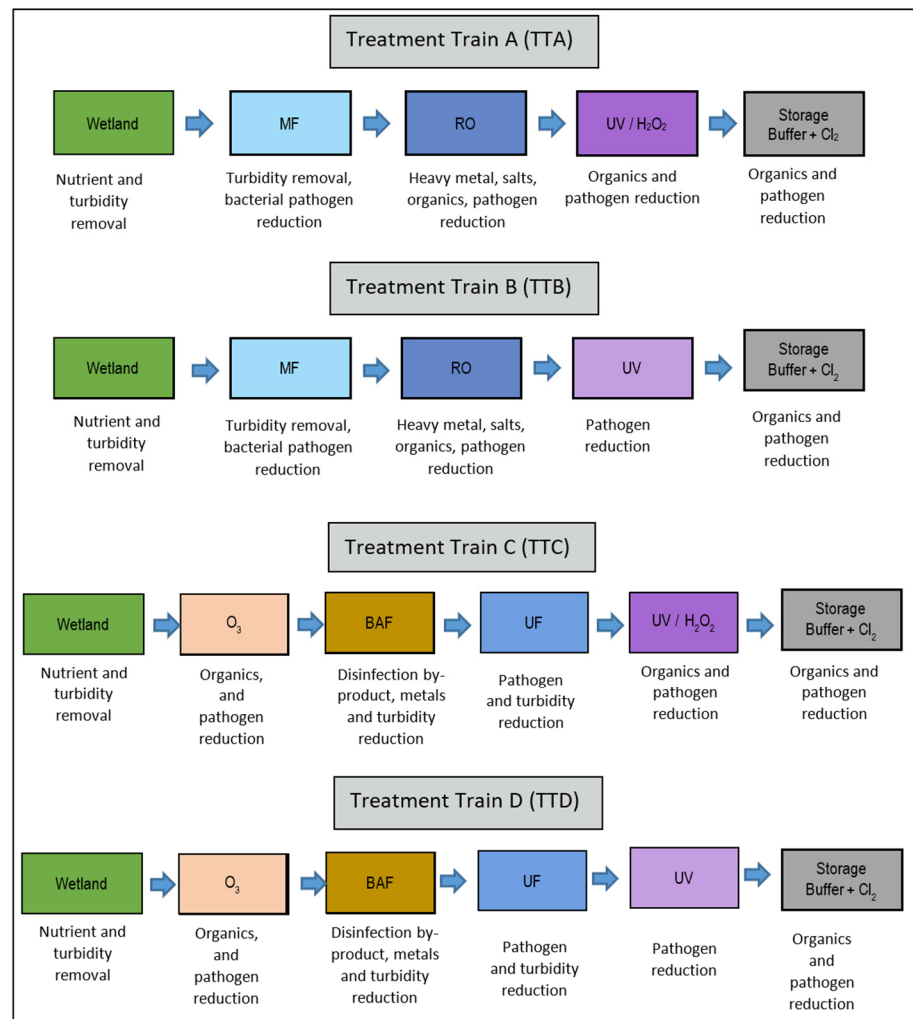 Treatment Train A (TTA)
Wetland
MF
RO
UV / H₂O₂
Storage
Buffer + Cl₂
Nutrient and
turbidity
removal
Turbidity removal,
bacterial pathogen
reduction
Heavy metal, salts,
organics, pathogen
reduction
Organics and
pathogen reduction
Organics and
pathogen
reduction
Treatment Train B (TTB)
Wetland
MF
RO
UV
Storage
Buffer + Cl₂
Nutrient and
turbidity
removal
Turbidity removal,
bacterial pathogen
reduction
Heavy metal, salts,
organics, pathogen
reduction
Pathogen
reduction
Organics and
pathogen
reduction
Treatment Train C (TTC)
Wetland
O₃
BAF
UF
UV / H₂O₂
Storage
Buffer + Cl₂
Nutrient and
turbidity
removal
Organics,
and
pathogen
reduction
Disinfection by-
product, metals
and turbidity
reduction
Pathogen
and turbidity
reduction
Organics and
pathogen
reduction
Organics and
pathogen
reduction
Treatment Train D (TTD)
Wetland
O₃
BAF
UF
UV
Storage
Buffer + Cl₂
Nutrient and
turbidity
removal
Organics,
and
pathogen
reduction
Disinfection by-
product, metals
and turbidity
reduction
Pathogen
and turbidity
reduction
Pathogen
reduction
Organics
and
pathogen
reduction